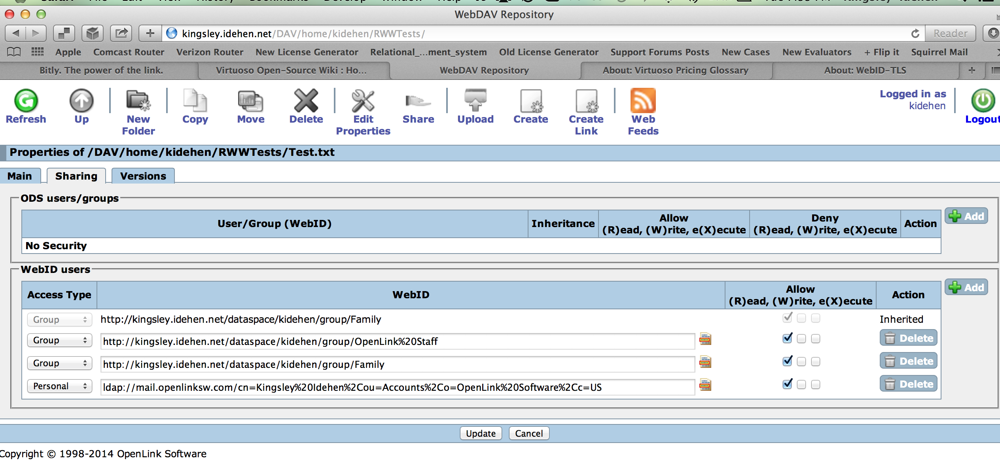 WebDAV Repository
kingsley.idehen.net/DAV/home/kidehen/RWWTests/
Reader
Apple Comcast Router Verizon Router New License Generator Relational_...ment_system Old License Generator Support Forums Posts New Cases New Evaluators + Flip it Squirrel Mail
Bitly. The power of the link. Virtuoso Open-Source Wiki : Ho... WebDAV Repository About: Virtuoso Pricing Glossary About: WebID-TLS
Refresh
Up
New
Folder
Copy
Move
Delete
Edit
Properties
Share
Upload
Create
Create
Link
Web
Feeds
Logged in as
kidehen
Logout
Properties of /DAV/home/kidehen/RWWTests/Test.txt
Main Sharing Versions
ODS users/groups
User/Group (WebID) Inheritance
Allow
(R)ead, (W)rite, e(X)ecute
Deny
(R)ead, (W)rite, e(X)ecute
Action
Add
No Security
WebID users
Access Type WebID
Allow
(R)ead, (W)rite, e(X)ecute
Action
Add
Group http://kingsley.idehen.net/dataspace/kidehen/group/Family Inherited
Group http://kingsley.idehen.net/dataspace/kidehen/group/OpenLink%20Staff Delete
Group http://kingsley.idehen.net/dataspace/kidehen/group/Family Delete
Personal ldap://mail.openlinksw.com/cn=Kingsley%20Idehen%2Cou=Accounts%2Co=OpenLink%20Software%2Cc=US Delete
Update Cancel
Copyright © 1998-2014 OpenLink Software